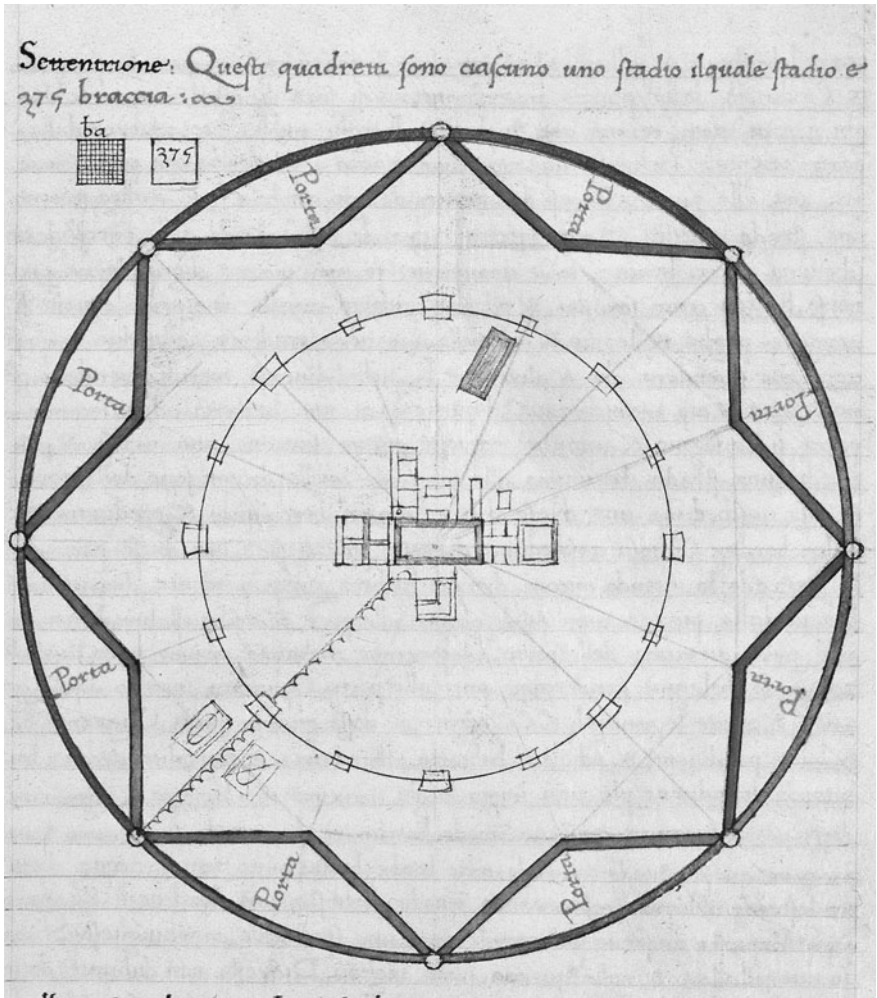 Settentrione. Questi quadreiti sono ciascuno uno stadio ilquale stadio e
375 braccia:
ba
375
Porta
Porta
Porta
Porta
Porta
Porta
Porta
Porta